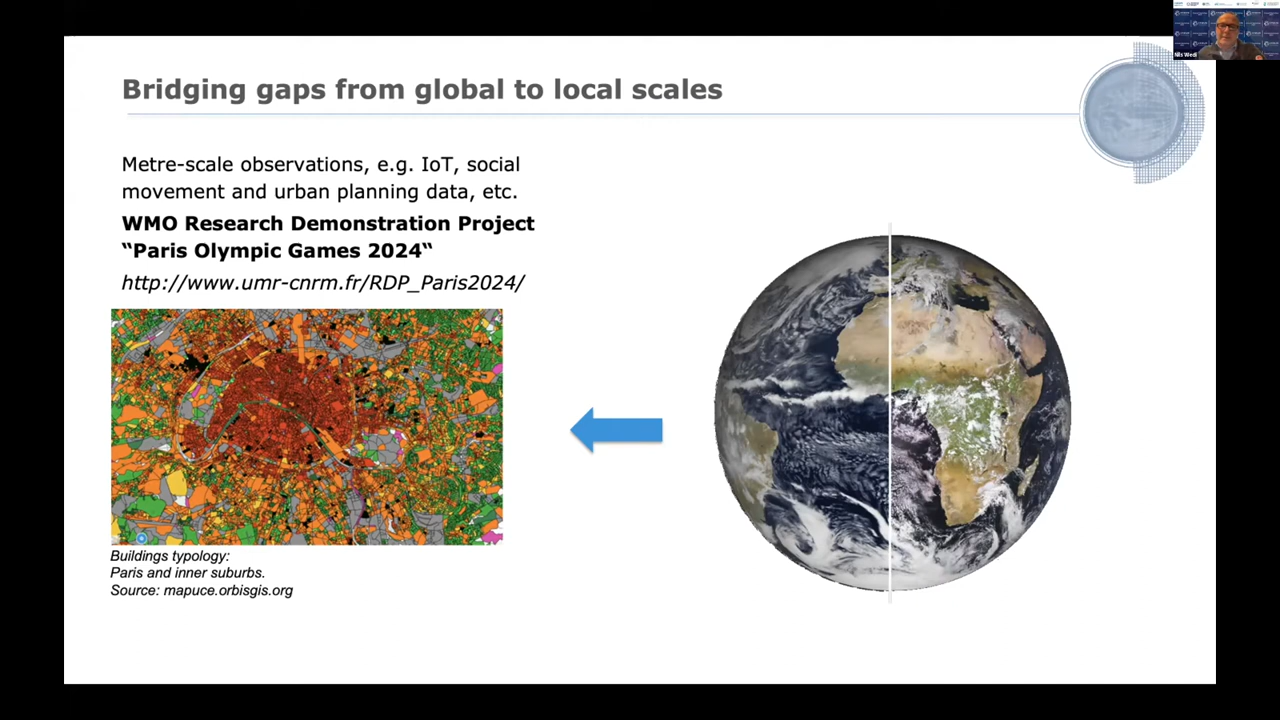 Bridging gaps from global to local scales
Metre-scale observations, e.g. IoT, social
movement and urban planning data, etc.
WMO Research Demonstration Project
“Paris Olympic Games 2024“
http://www.umr-cnrm.fr/RDP_Paris2024/
Buildings typology:
Paris and inner suburbs.
Source: mapuce.orbisgis.org
Nils Wedi